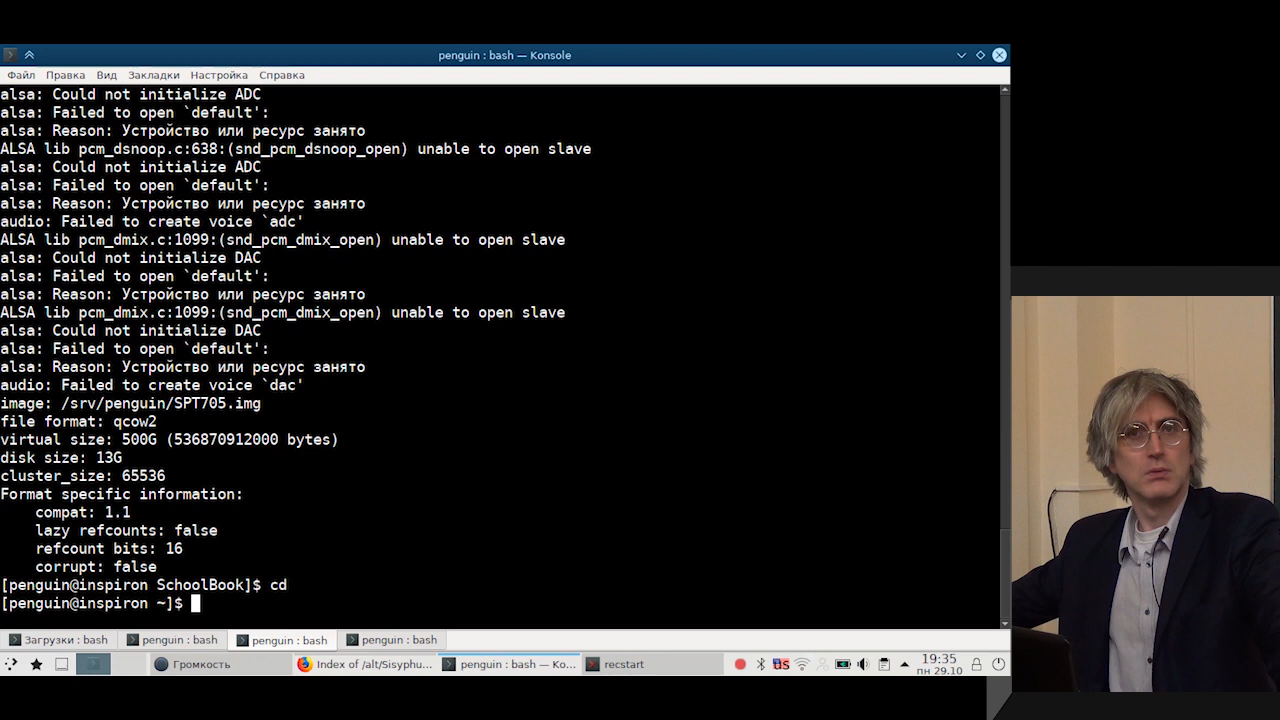 penguin : bash — Konsole
Файл Правка Вид Закладки Настройка Справка
alsa: Could not initialize ADC
alsa: Failed to open `default':
alsa: Reason: Устройство или ресурс занято
ALSA lib pcm_dsnoop.c:638:(snd_pcm_dsnoop_open) unable to open slave
alsa: Could not initialize ADC
alsa: Failed to open `default':
alsa: Reason: Устройство или ресурс занято
audio: Failed to create voice `adc'
ALSA lib pcm_dmix.c:1099:(snd_pcm_dmix_open) unable to open slave
alsa: Could not initialize DAC
alsa: Failed to open `default':
alsa: Reason: Устройство или ресурс занято
ALSA lib pcm_dmix.c:1099:(snd_pcm_dmix_open) unable to open slave
alsa: Could not initialize DAC
alsa: Failed to open `default':
alsa: Reason: Устройство или ресурс занято
audio: Failed to create voice `dac'
image: /srv/penguin/SPT705.img
file format: qcow2
virtual size: 500G (536870912000 bytes)
disk size: 13G
cluster_size: 65536
Format specific information:
compat: 1.1
lazy refcounts: false
refcount bits: 16
corrupt: false
[penguin@inspiron SchoolBook]$ cd
[penguin@inspiron ~]$
Загрузки : bash penguin : bash penguin : bash penguin : bash
Громкость Index of /alt/Sisyphu... penguin : bash — Ko... recstart us 19:35
пн 29.10